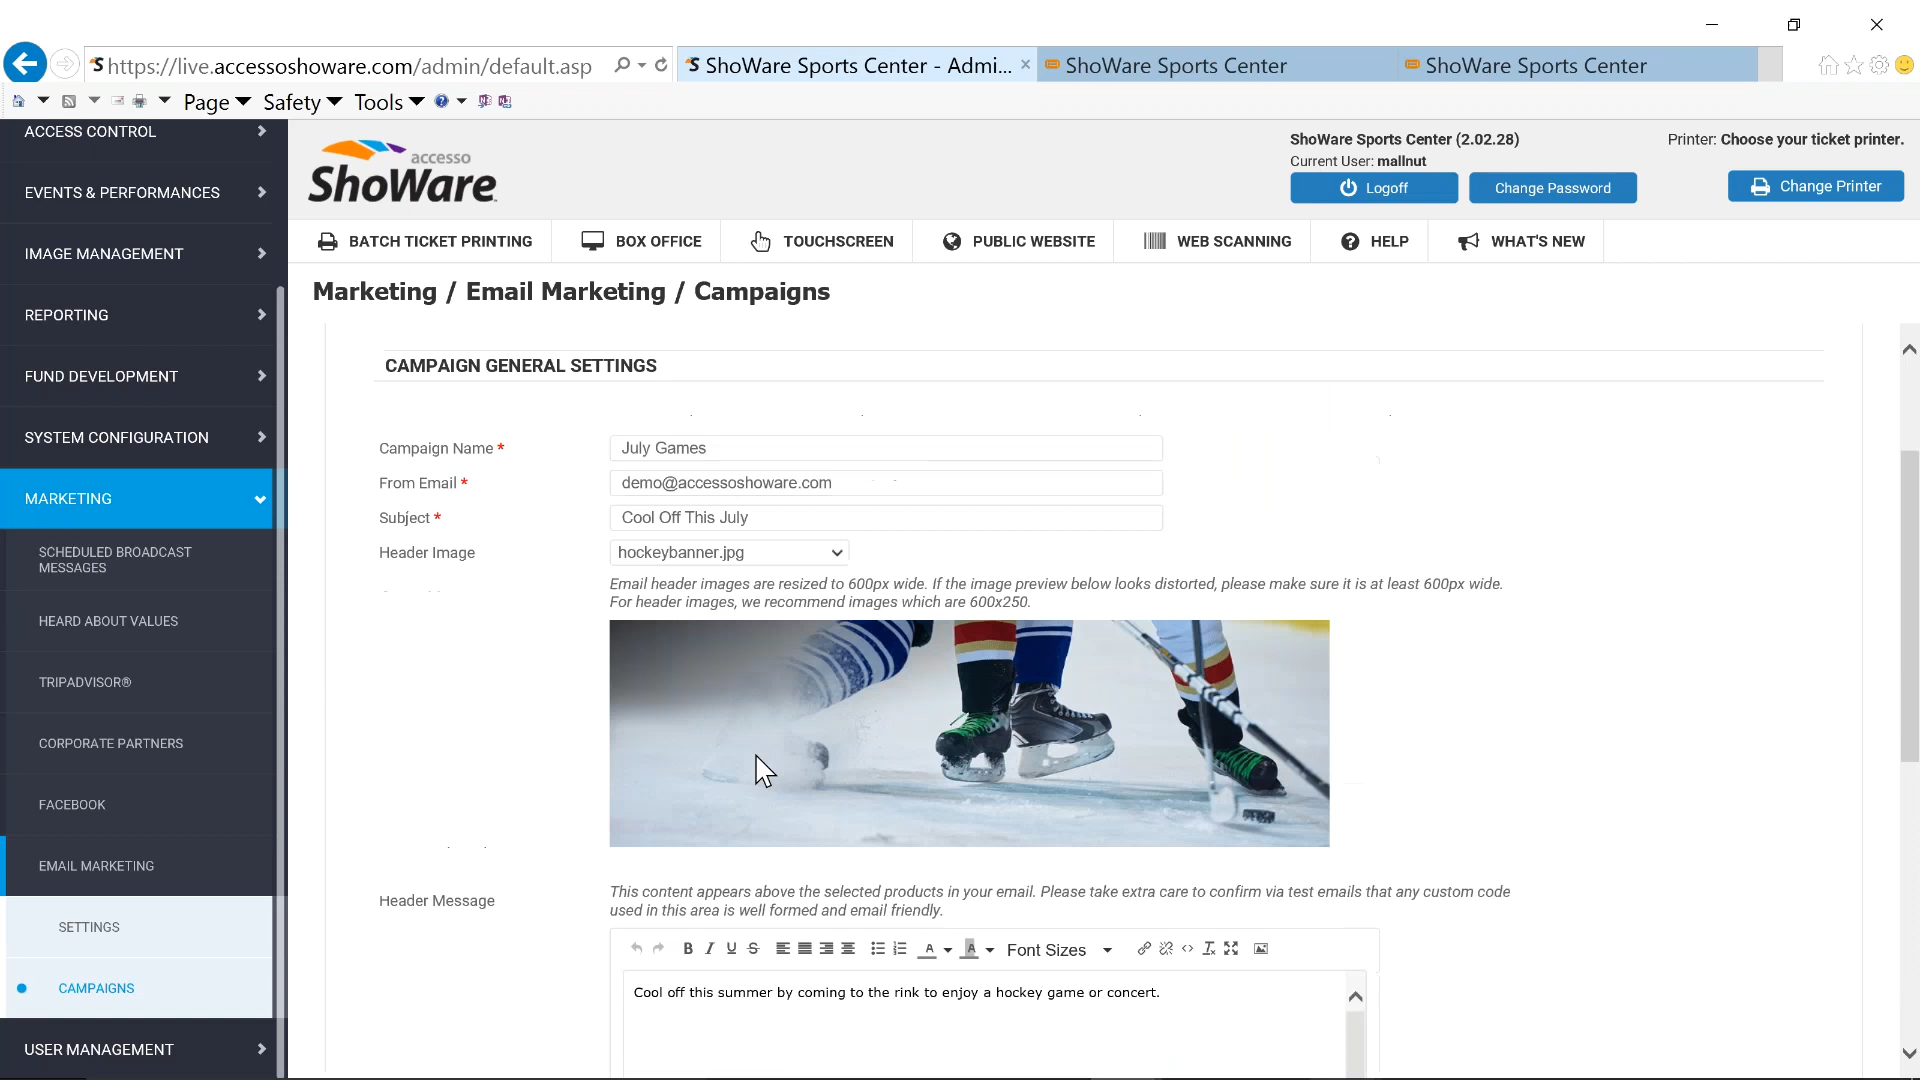 https://live.accessoshoware.com/admin/default.asp
ShoWare Sports Center - Admi...
ShoWare Sports Center
ShoWare Sports Center
Page
Safety
Tools
ACCESS CONTROL
EVENTS & PERFORMANCES
IMAGE MANAGEMENT
REPORTING
FUND DEVELOPMENT
SYSTEM CONFIGURATION
MARKETING
SCHEDULED BROADCAST
MESSAGES
HEARD ABOUT VALUES
TRIPADVISOR®
CORPORATE PARTNERS
FACEBOOK
EMAIL MARKETING
SETTINGS
CAMPAIGNS
USER MANAGEMENT
accesso
ShoWare
ShoWare Sports Center (2.02.28)
Current User: mallnut
Logoff
Change Password
Printer: Choose your ticket printer.
Change Printer
BATCH TICKET PRINTING
BOX OFFICE
TOUCHSCREEN
PUBLIC WEBSITE
WEB SCANNING
HELP
WHAT'S NEW
Marketing / Email Marketing / Campaigns
CAMPAIGN GENERAL SETTINGS
Campaign Name * July Games
From Email * demo@accessoshoware.com
Subject * Cool Off This July
Header Image hockeybanner.jpg
Email header images are resized to 600px wide. If the image preview below looks distorted, please make sure it is at least 600px wide.
For header images, we recommend images which are 600x250.
Header Message
This content appears above the selected products in your email. Please take extra care to confirm via test emails that any custom code
used in this area is well formed and email friendly.
B I U S A A Font Sizes
Cool off this summer by coming to the rink to enjoy a hockey game or concert.